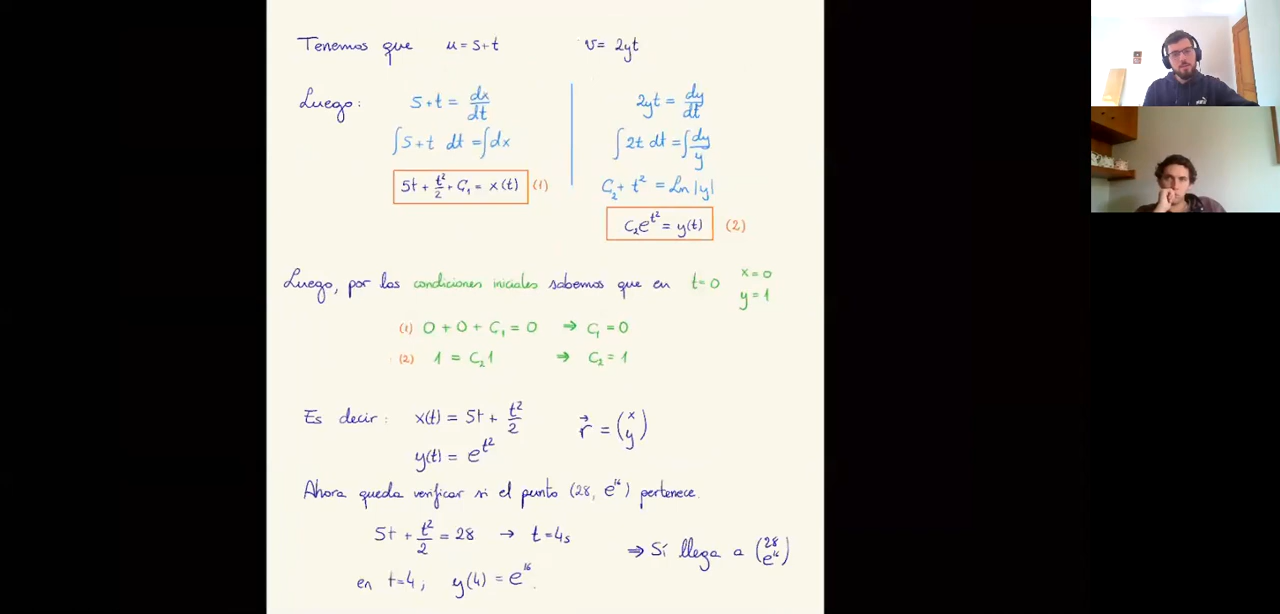 Tenemos que u = 5+t v = 2yt
Luego: 5+t = dx/dt 2yt = dy/dt
∫5+t dt = ∫dx ∫2t dt = ∫dy/y
5t + t²/2 + C₁ = x(t) (1) C₂ + t² = Ln|y|
C₂e^t² = y(t) (2)
Luego, por las condiciones iniciales sabemos que en t=0 x=0
y=1
(1) 0 + 0 + C₁ = 0 ⇒ C₁ = 0
(2) 1 = C₂1 ⇒ C₂ = 1
Es decir: x(t) = 5t + t²/2 r⃗ = (x y)
y(t) = e^t²
Ahora queda verificar si el punto (28, e¹⁶) pertenece.
5t + t²/2 = 28 → t=4s ⇒ Sí llega a (28 e¹⁶)
en t=4; y(4) = e¹⁶.